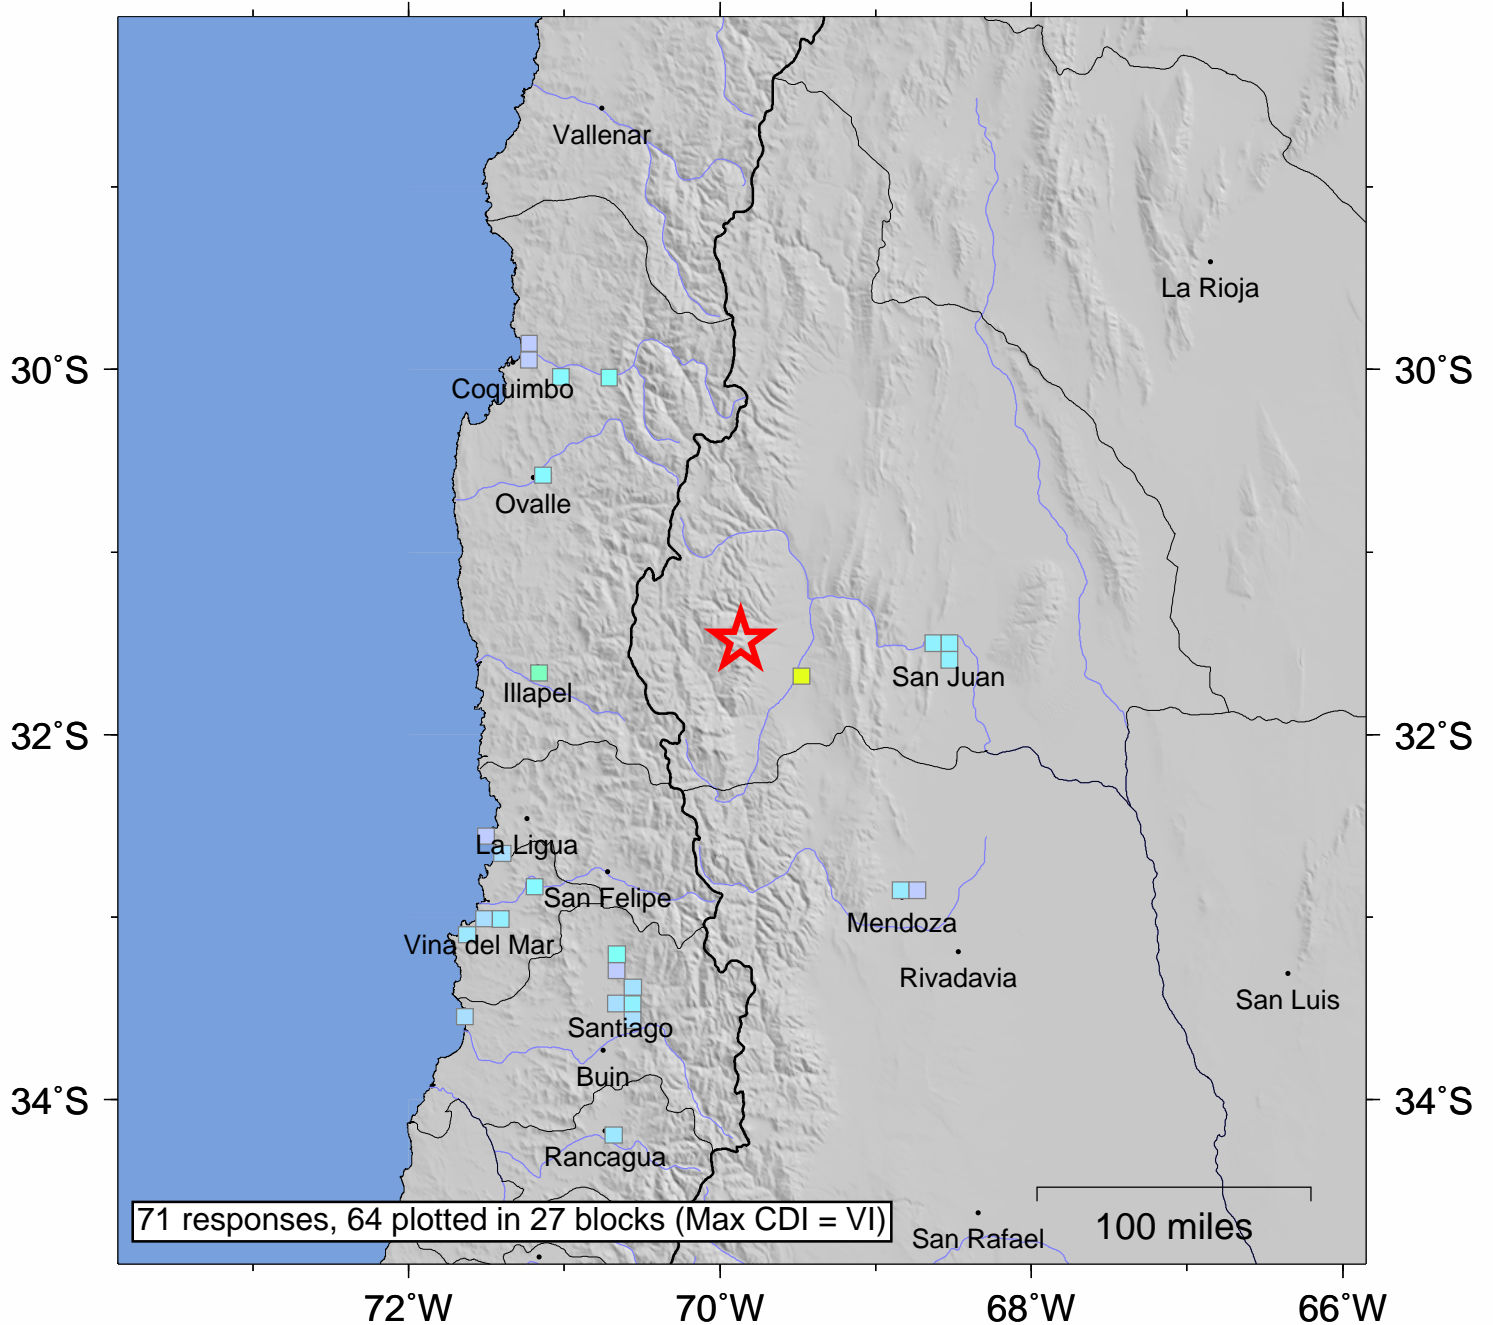 Vallenar
La Rioja
30°S
30°S
Coquimbo
Ovalle
San Juan
Illapel
32°S
32°S
La Ligua
San Felipe
Mendoza
Vina del Mar
Rivadavia
San Luis
Santiago
Buin
34°S
34°S
Rancagua
71 responses, 64 plotted in 27 blocks (Max CDI = VI)
100 miles
San Rafael
72°W
70°W
68°W
66°W